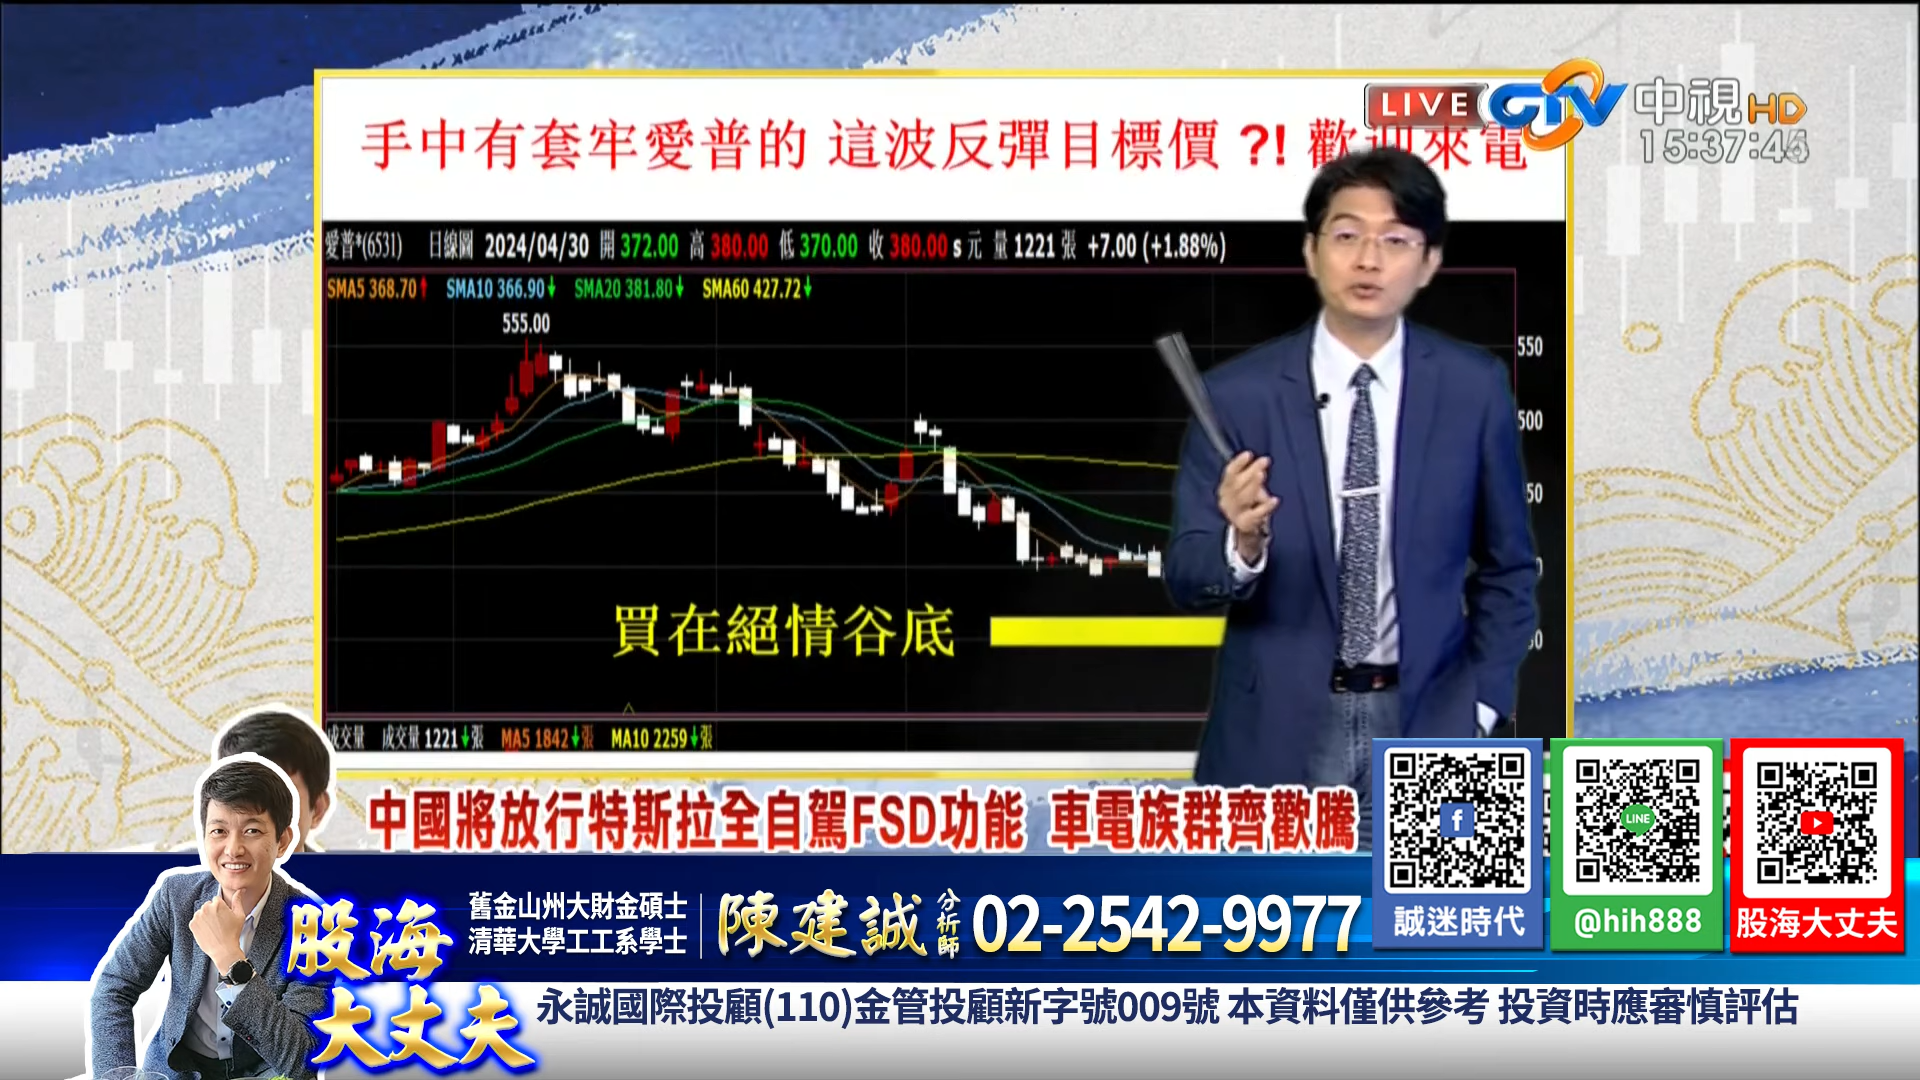 手中有套牢愛普的 這波反彈目標價 ?! 歡迎來電
LIVE CTV 中視HD
15:37:45
愛普*(6531) 日線圖 2024/04/30 開 372.00 高 380.00 低 370.00 收 380.00 s 元 量 1221 張 +7.00 (+1.88%)
SMA5 368.70↑ SMA10 366.90↓ SMA20 381.80↓ SMA60 427.72↓
555.00
550
500
50
買在絕情谷底
成交量 成交量 1221↓張 MA5 1842↓張 MA10 2259↓張
中國將放行特斯拉全自駕FSD功能 車電族群齊歡騰
股海大丈夫
舊金山州大財金碩士
清華大學工工系學士
陳建誠 分析師 02-2542-9977
LINE
誠迷時代
@hih888
股海大丈夫
永誠國際投顧(110)金管投顧新字號009號 本資料僅供參考 投資時應審慎評估